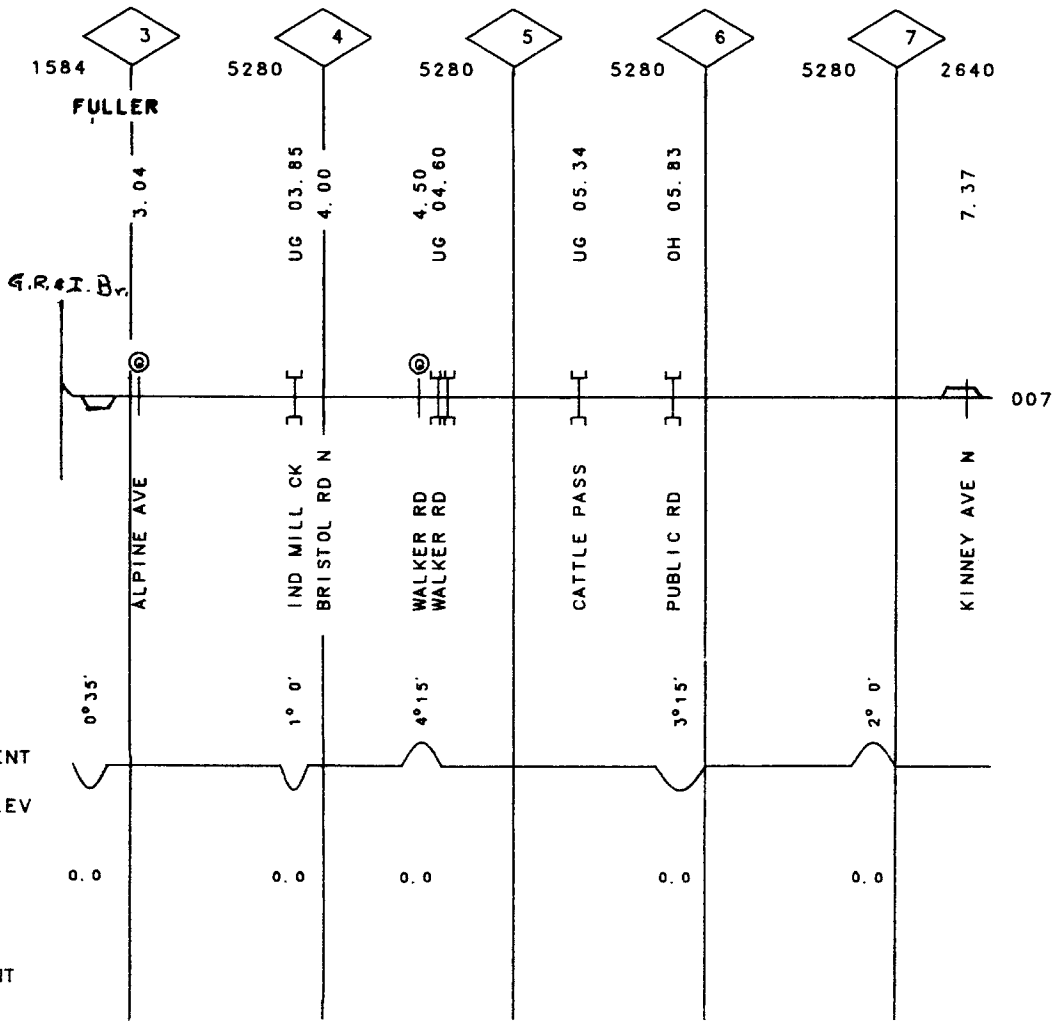 3 4 5 6 7
1584 5280 5280 5280 5280 2640
FULLER
3.04
UG 03.85
4.00
4.50
UG 04.60
UG 05.34
OH 05.83
7.37
G.R.&I. Br.
007
ALPINE AVE
IND MILL CK
BRISTOL RD N
WALKER RD
WALKER RD
CATTLE PASS
PUBLIC RD
KINNEY AVE N
0°35' 1° 0' 4°15' 3°15' 2° 0'
ENT
EV
0.0 0.0 0.0 0.0 0.0
NT